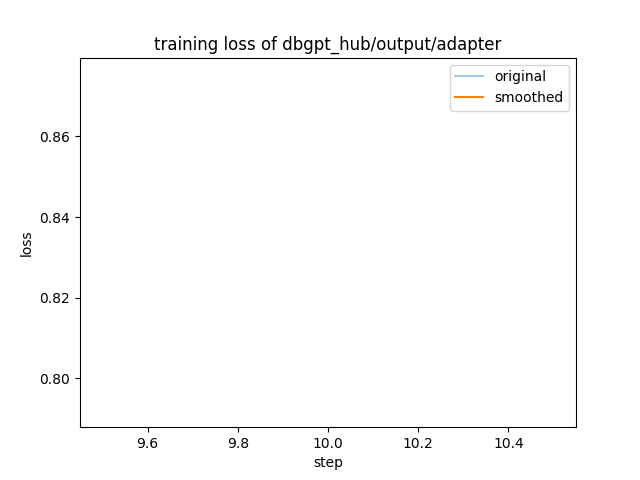 training loss of dbgpt_hub/output/adapter
original
smoothed
0.86
0.84
0.82
0.80
loss
9.6 9.8 10.0 10.2 10.4
step